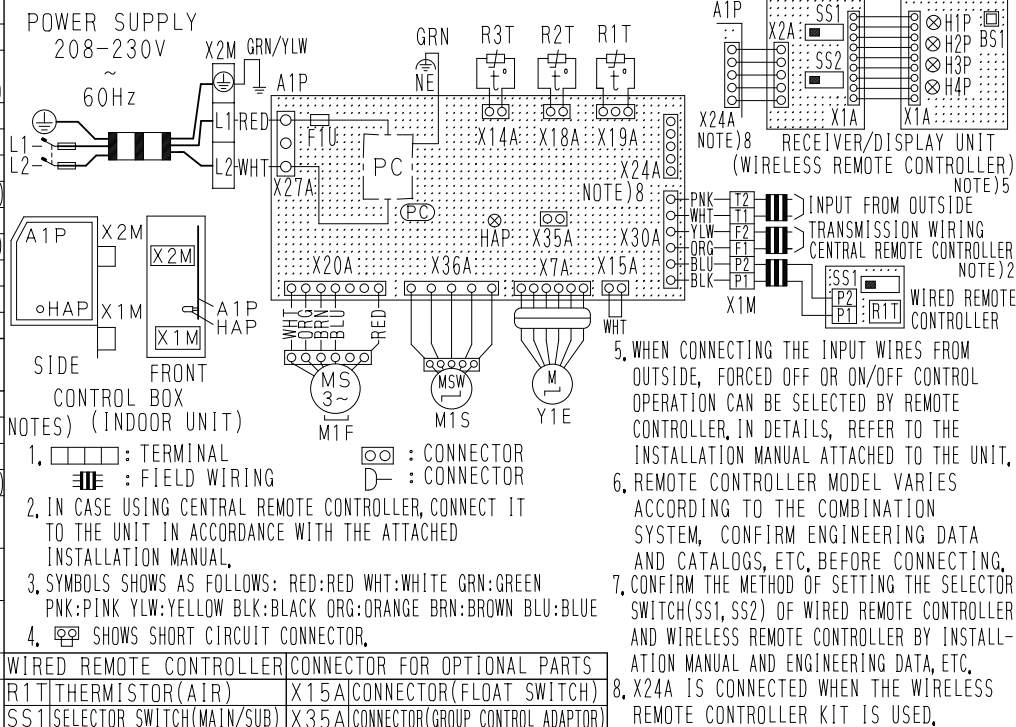 POWER SUPPLY
208-230V
~
60Hz
L1
L2
X2M
GRN/YLW
L1
RED
L2
WHT
A1P
F1U
X27A
PC
PC
GRN
NE
R3T
R2T
R1T
t°
t°
t°
X14A
X18A
X19A
X24A
NOTE)8
HAP
X35A
X30A
X20A
X36A
X7A
X15A
WHT
ORG
BRN
BLU
RED
WHT
MS
3~
M1F
MSW
M1S
M
Y1E
A1P
X24A
NOTE)8
X2A
SS1
SS2
X1A
X1A
H1P
H2P
H3P
H4P
BS1
RECEIVER/DISPLAY UNIT
(WIRELESS REMOTE CONTROLLER)
NOTE)5
PNK
T2
WHT
T1
YLW
F2
ORG
F1
BLU
P2
BLK
P1
X1M
INPUT FROM OUTSIDE
TRANSMISSION WIRING
CENTRAL REMOTE CONTROLLER
NOTE)2
SS1
P2
P1
R1T
WIRED REMOTE
CONTROLLER
A1P
X2M
HAP
X1M
SIDE
X2M
A1P
HAP
X1M
FRONT
CONTROL BOX
(INDOOR UNIT)
NOTES)
1. : TERMINAL
: CONNECTOR
: FIELD WIRING
: CONNECTOR
2. IN CASE USING CENTRAL REMOTE CONTROLLER, CONNECT IT
TO THE UNIT IN ACCORDANCE WITH THE ATTACHED
INSTALLATION MANUAL.
3. SYMBOLS SHOWS AS FOLLOWS: RED:RED WHT:WHITE GRN:GREEN
PNK:PINK YLW:YELLOW BLK:BLACK ORG:ORANGE BRN:BROWN BLU:BLUE
4. SHOWS SHORT CIRCUIT CONNECTOR.
5. WHEN CONNECTING THE INPUT WIRES FROM
OUTSIDE, FORCED OFF OR ON/OFF CONTROL
OPERATION CAN BE SELECTED BY REMOTE
CONTROLLER. IN DETAILS, REFER TO THE
INSTALLATION MANUAL ATTACHED TO THE UNIT.
6. REMOTE CONTROLLER MODEL VARIES
ACCORDING TO THE COMBINATION
SYSTEM, CONFIRM ENGINEERING DATA
AND CATALOGS, ETC. BEFORE CONNECTING.
7. CONFIRM THE METHOD OF SETTING THE SELECTOR
SWITCH(SS1, SS2) OF WIRED REMOTE CONTROLLER
AND WIRELESS REMOTE CONTROLLER BY INSTALL-
ATION MANUAL AND ENGINEERING DATA, ETC.
8. X24A IS CONNECTED WHEN THE WIRELESS
REMOTE CONTROLLER KIT IS USED.
WIRED REMOTE CONTROLLER
CONNECTOR FOR OPTIONAL PARTS
R1T THERMISTOR(AIR)
X15A CONNECTOR(FLOAT SWITCH)
SS1 SELECTOR SWITCH(MAIN/SUB)
X35A CONNECTOR(GROUP CONTROL ADAPTOR)